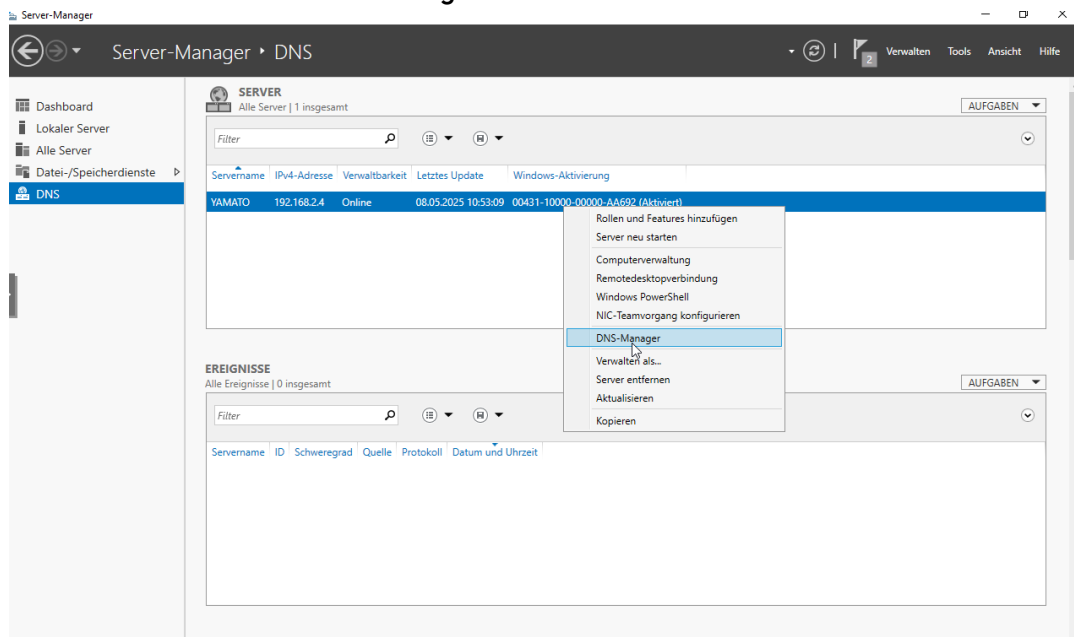 g
Server-Manager
Server-Manager ‣ DNS
2
Verwalten Tools Ansicht Hilfe
Dashboard
Lokaler Server
Alle Server
Datei-/Speicherdienste
DNS
SERVER
Alle Server | 1 insgesamt
AUFGABEN
Filter
Servername IPv4-Adresse Verwaltbarkeit Letztes Update Windows-Aktivierung
YAMATO 192.168.2.4 Online 08.05.2025 10:53:09 00431-10000-00000-AA692 (Aktiviert)
Rollen und Features hinzufügen
Server neu starten
Computerverwaltung
Remotedesktopverbindung
Windows PowerShell
NIC-Teamvorgang konfigurieren
DNS-Manager
Verwalten als...
Server entfernen
Aktualisieren
Kopieren
EREIGNISSE
Alle Ereignisse | 0 insgesamt
AUFGABEN
Filter
Servername ID Schweregrad Quelle Protokoll Datum und Uhrzeit